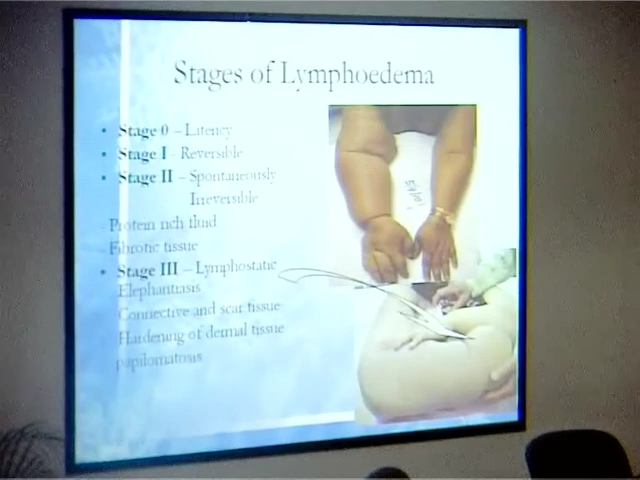 Stages of Lymphoedema
• Stage 0 – Latency
• Stage I - Reversible
• Stage II – Spontaneously
Irreversible
- Protein rich fluid
- Fibrotic tissue
• Stage III – Lymphostatic
Elephantiasis
Connective and scar tissue
Hardening of dermal tissue
papilomatosis